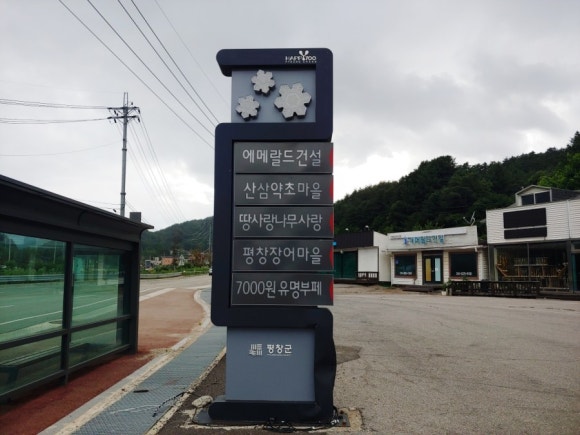 HAPPY700
에메랄드건설
산삼약초마을
땅사랑나무사랑
평창장어마을
7000원유명부페
평창군